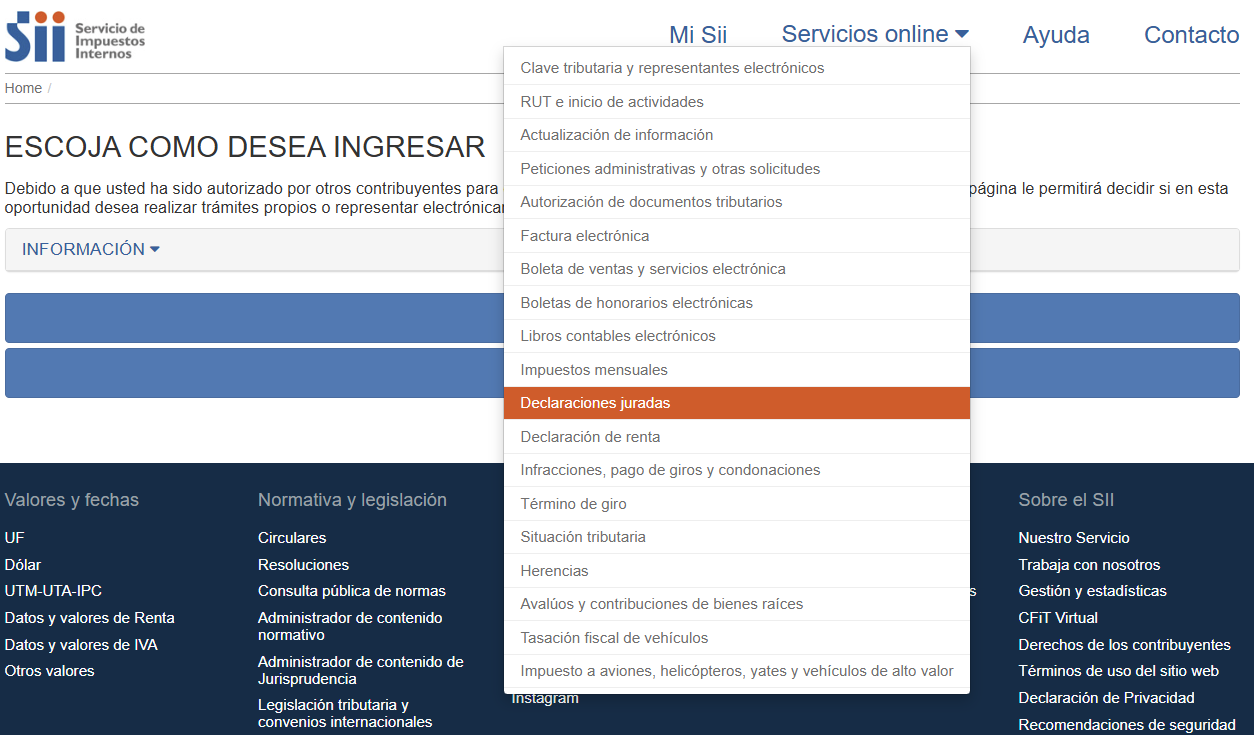 sii Servicio de
Impuestos
Internos
Mi Sii
Servicios online
Ayuda
Contacto
Home /
ESCOJA COMO DESEA INGRESAR
Debido a que usted ha sido autorizado por otros contribuyentes para
página le permitirá decidir si en esta
oportunidad desea realizar trámites propios o representar
INFORMACIÓN
Clave tributaria y representantes electrónicos
RUT e inicio de actividades
Actualización de información
Peticiones administrativas y otras solicitudes
Autorización de documentos tributarios
Factura electrónica
Boleta de ventas y servicios electrónica
Boletas de honorarios electrónicas
Libros contables electrónicos
Impuestos mensuales
Declaraciones juradas
Declaración de renta
Infracciones, pago de giros y condonaciones
Término de giro
Situación tributaria
Herencias
Avalúos y contribuciones de bienes raíces
Tasación fiscal de vehículos
Impuesto a aviones, helicópteros, yates y vehículos de alto valor
Valores y fechas
UF
Dólar
UTM-UTA-IPC
Datos y valores de Renta
Datos y valores de IVA
Otros valores
Normativa y legislación
Circulares
Resoluciones
Consulta pública de normas
Administrador de contenido
normativo
Administrador de contenido de
Jurisprudencia
Legislación tributaria y
convenios internacionales
Instagram
Sobre el SII
Nuestro Servicio
Trabaja con nosotros
Gestión y estadísticas
CFiT Virtual
Derechos de los contribuyentes
Términos de uso del sitio web
Declaración de Privacidad
Recomendaciones de seguridad